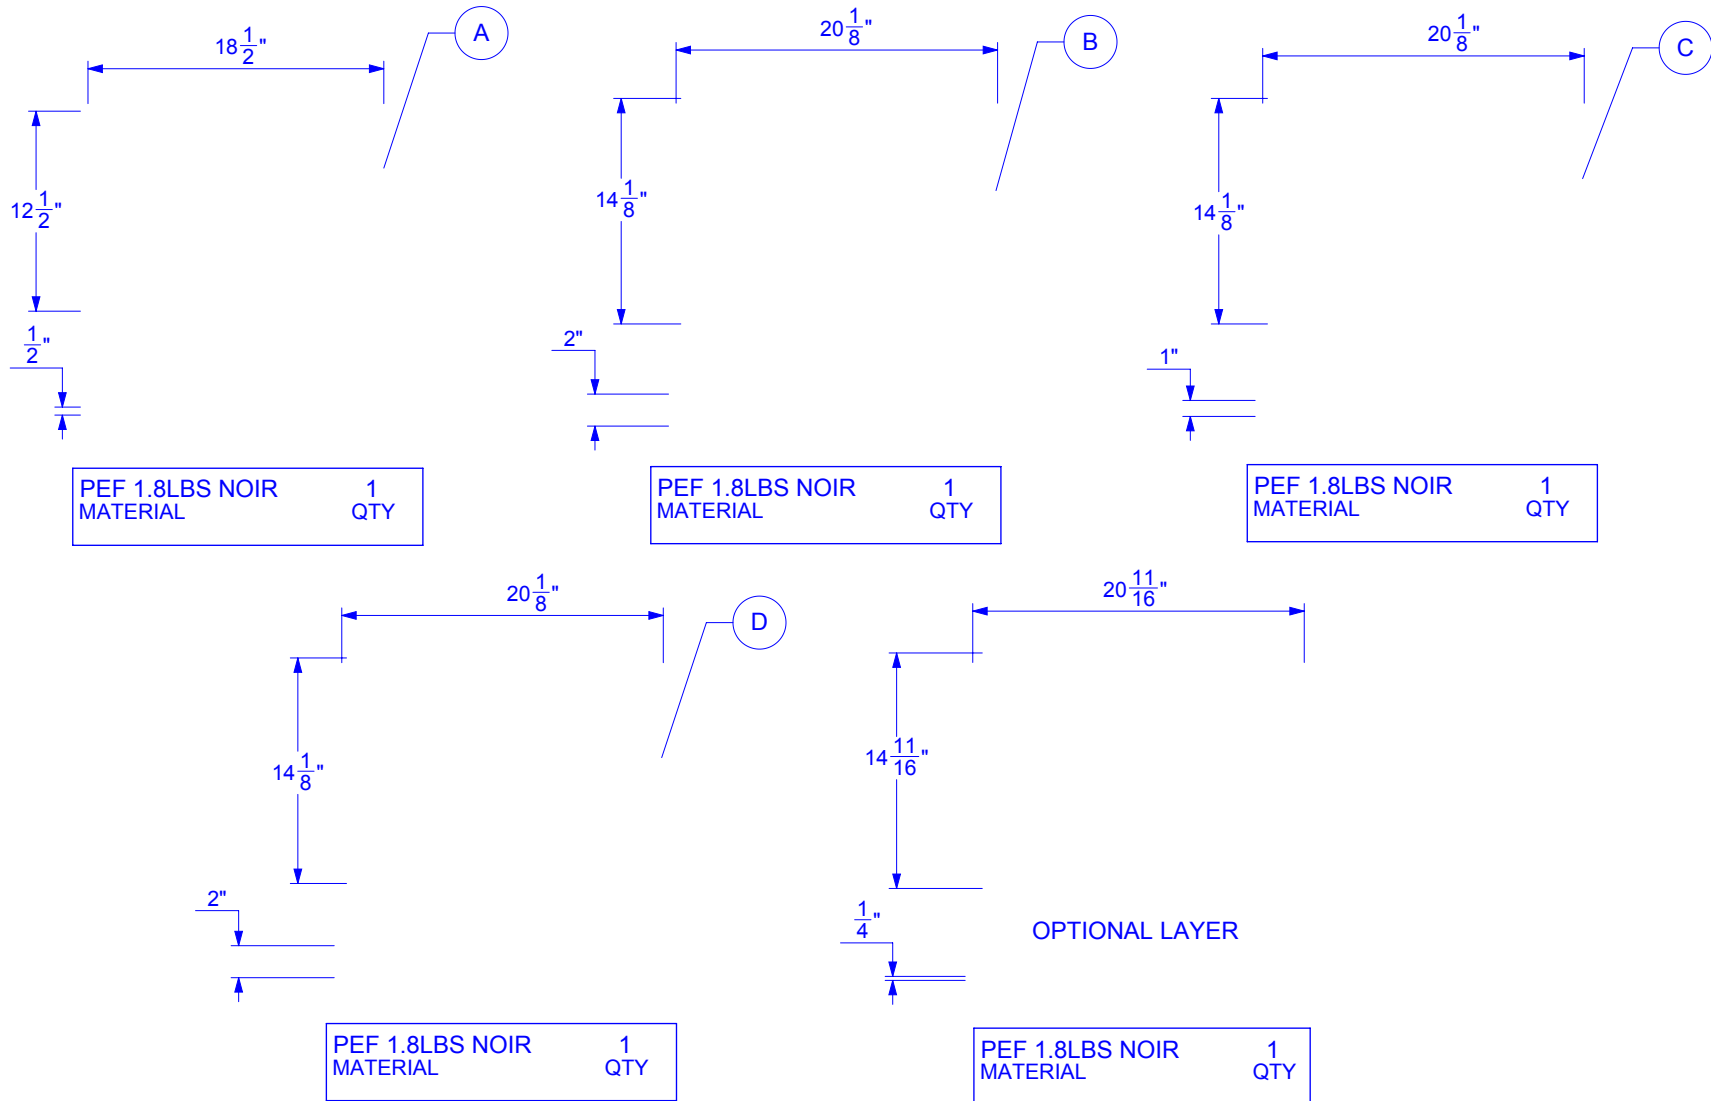 18 1/2"
A
12 1/2"
1/2"
PEF 1.8LBS NOIR 1
MATERIAL QTY
20 1/8"
B
14 1/8"
2"
PEF 1.8LBS NOIR 1
MATERIAL QTY
20 1/8"
C
14 1/8"
1"
PEF 1.8LBS NOIR 1
MATERIAL QTY
20 1/8"
D
14 1/8"
2"
PEF 1.8LBS NOIR 1
MATERIAL QTY
20 11/16"
14 11/16"
1/4"
OPTIONAL LAYER
PEF 1.8LBS NOIR 1
MATERIAL QTY